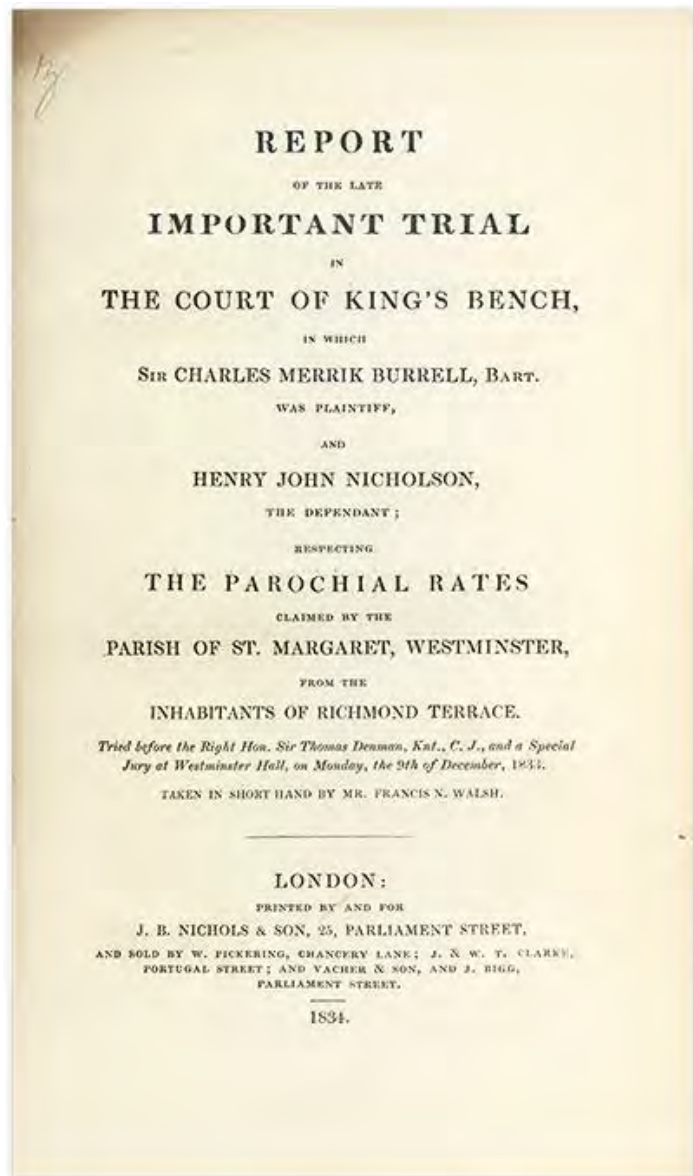 REPORT
OF THE LATE
IMPORTANT TRIAL
IN
THE COURT OF KING'S BENCH,
IN WHICH
SIR CHARLES MERRIK BURRELL, BART.
WAS PLAINTIFF,
AND
HENRY JOHN NICHOLSON,
THE DEFENDANT;
RESPECTING
THE PAROCHIAL RATES
CLAIMED BY THE
PARISH OF ST. MARGARET, WESTMINSTER,
FROM THE
INHABITANTS OF RICHMOND TERRACE.
Tried before the Right Hon. Sir Thomas Denman, Knt., C. J., and a Special
Jury at Westminster Hall, on Monday, the 9th of December,
TAKEN IN SHORT HAND BY MR. FRANCIS N. WALSH.
LONDON:
PRINTED BY AND FOR
J. B. NICHOLS & SON, 25, PARLIAMENT STREET,
AND SOLD BY W. PICKERING, CHANCERY LANE; J. & W. T. CLARKE,
PORTUGAL STREET; AND VACHER & SON, AND J. BIGG,
PARLIAMENT STREET.
1834.